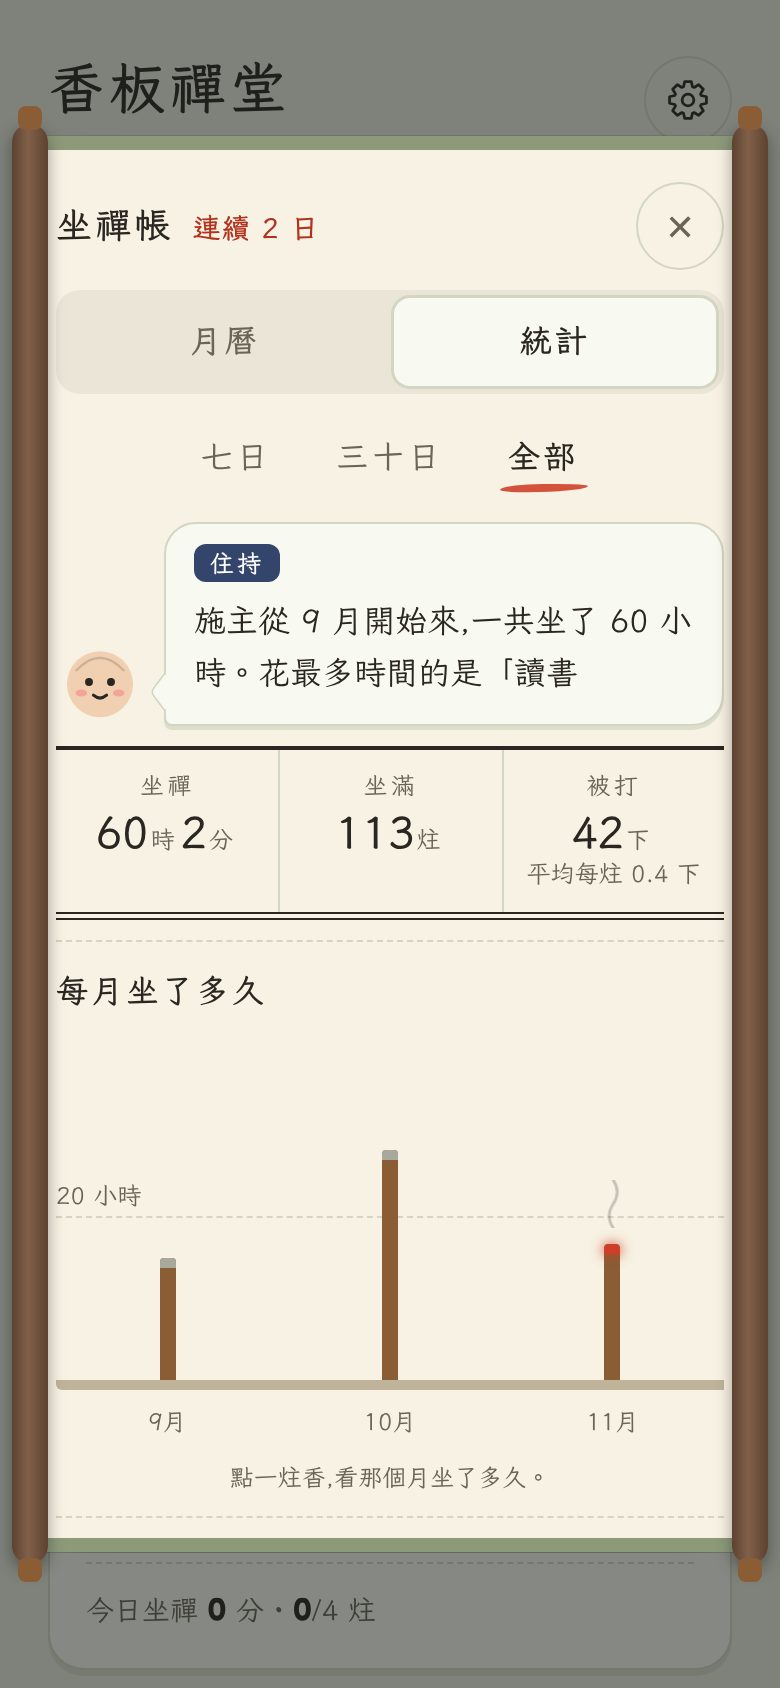 香板禪堂
坐禪帳 連續 2 日
月曆 統計
七日 三十日 全部
住持
施主從 9 月開始來,一共坐了 60 小
時。花最多時間的是「讀書
坐禪 坐滿 被打
60時2分 113炷 42下
平均每炷 0.4 下
每月坐了多久
20 小時
9月 10月 11月
點一炷香,看那個月坐了多久。
今日坐禪 0 分・0/4 炷